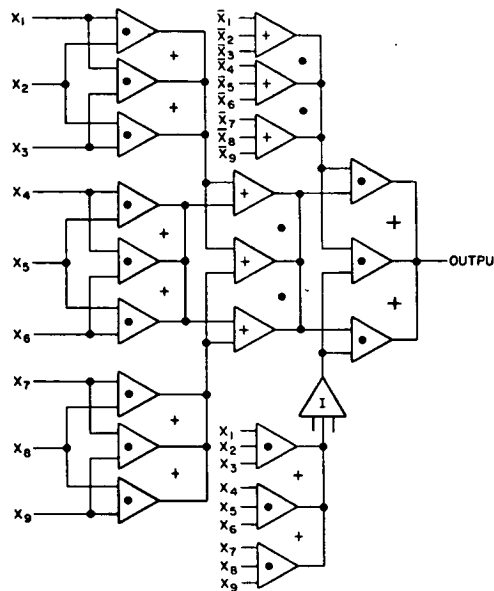 X1
X2
X3
X4
X5
X6
X7
X8
X9
X̄1
X̄2
X̄3
X̄4
X̄5
X̄6
X̄7
X̄8
X̄9
+
+
+
+
+
+
+
+
+
+
+
+
+
+
OUTPU
I
X1
X2
X3
+
X4
X5
X6
+
X7
X8
X9